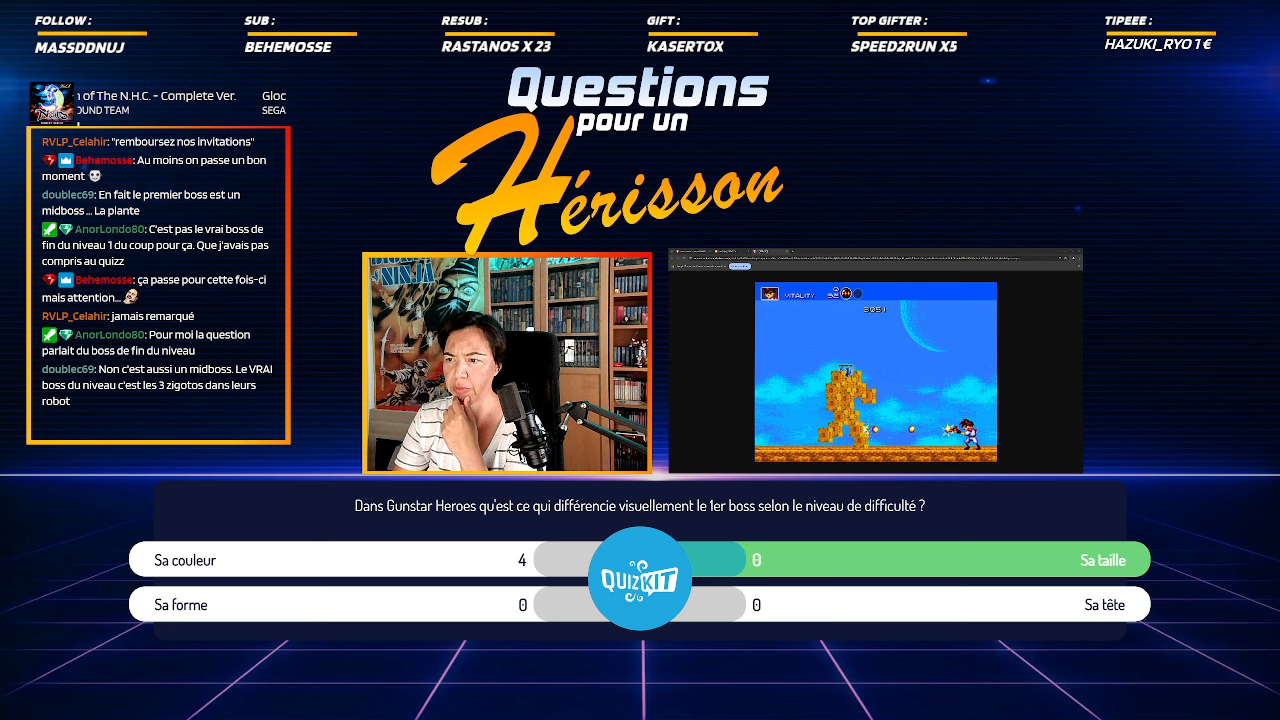 FOLLOW :
MASSDDNUJ
SUB :
BEHEMOSSE
RESUB :
RASTANOS X 23
GIFT :
KASERTOX
TOP GIFTER :
SPEED2RUN X5
TIPEEE :
HAZUKI_RYO 1 €
of The N.H.C. - Complete Ver.
Gloc
OUND TEAM
SEGA
Questions
pour un
Hérisson
RVLP_Celahir: "remboursez nos invitations"
Behemosse: Au moins on passe un bon
moment
doublec69: En fait le premier boss est un
midboss ... La plante
AnorLondo80: C'est pas le vrai boss de
fin du niveau 1 du coup pour ça. Que j'avais pas
compris au quizz
Behemosse: ça passe pour cette fois-ci
mais attention...
RVLP_Celahir: jamais remarqué
AnorLondo80: Pour moi la question
parlait du boss de fin du niveau
doublec69: Non c'est aussi un midboss. Le VRAI
boss du niveau c'est les 3 zigotos dans leurs
robot
NINJA
VITALITY
3051
Dans Gunstar Heroes qu'est ce qui différencie visuellement le 1er boss selon le niveau de difficulté ?
Sa couleur 4
0 Sa taille
QUIZKIT
Sa forme 0
0 Sa tête